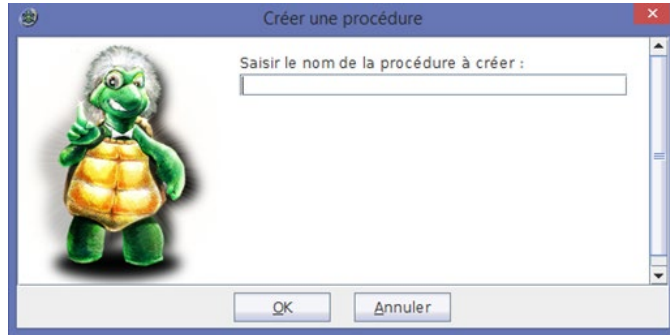 Créer une procédure
Saisir le nom de la procédure à créer :
OK
Annuler